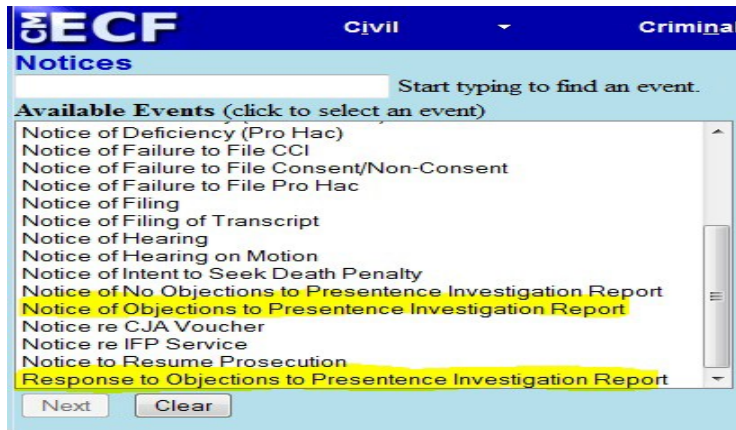 CM ECF Civil Criminal
Notices
Start typing to find an event.
Available Events (click to select an event)
Notice of Deficiency (Pro Hac)
Notice of Failure to File CCI
Notice of Failure to File Consent/Non-Consent
Notice of Failure to File Pro Hac
Notice of Filing
Notice of Filing of Transcript
Notice of Hearing
Notice of Hearing on Motion
Notice of Intent to Seek Death Penalty
Notice of No Objections to Presentence Investigation Report
Notice of Objections to Presentence Investigation Report
Notice re CJA Voucher
Notice re IFP Service
Notice to Resume Prosecution
Response to Objections to Presentence Investigation Report
Next Clear